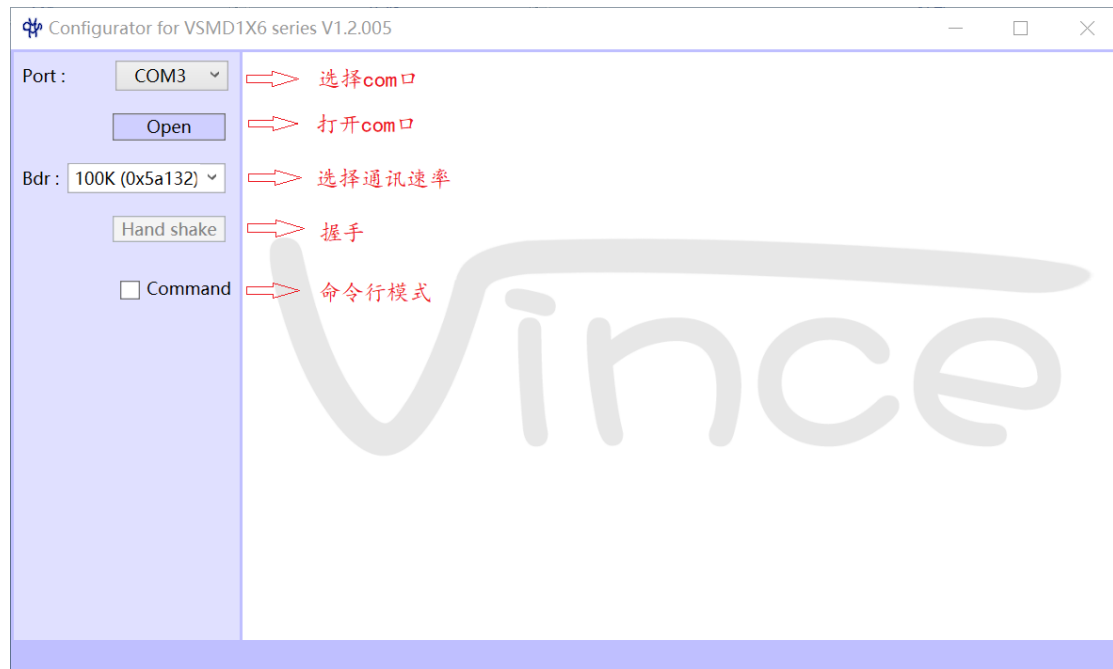 Configurator for VSMD1X6 series V1.2.005
Port : COM3 选择com口
Open 打开com口
Bdr : 100K (0x5a132) 选择通讯速率
Hand shake 握手
Command 命令行模式
Vince